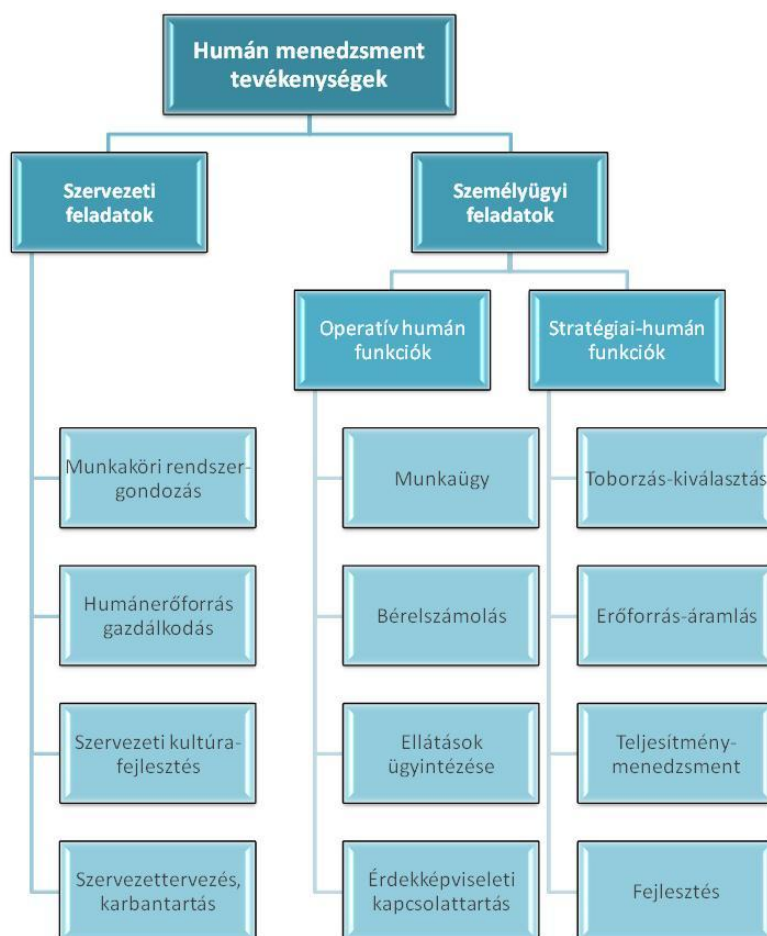 Humán menedzsment
tevékenységek
Szervezeti
feladatok
Személyügyi
feladatok
Operatív humán
funkciók
Stratégiai-humán
funkciók
Munkaköri rendszer-
gondozás
Humánerőforrás
gazdálkodás
Szervezeti kultúra-
fejlesztés
Szervezettervezés,
karbantartás
Munkaügy
Bérelszámolás
Ellátások
ügyintézése
Érdekképviseleti
kapcsolattartás
Toborzás-kiválasztás
Erőforrás-áramlás
Teljesítmény-
menedzsment
Fejlesztés